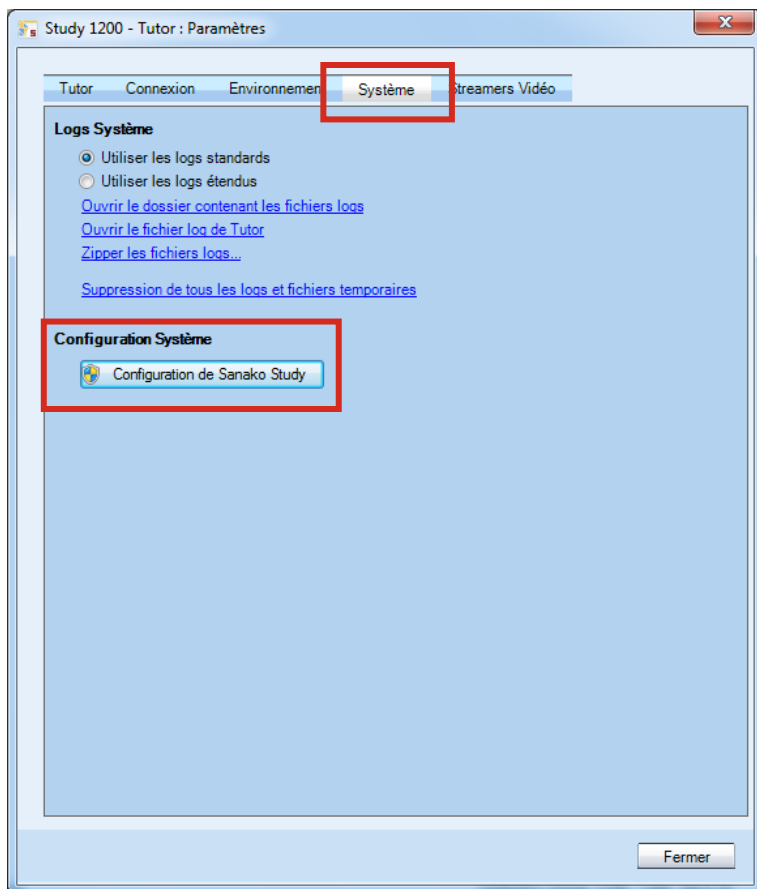 Study 1200 - Tutor : Paramètres
Tutor Connexion Environnemen Système Streamers Vidéo
Logs Système
Utiliser les logs standards
Utiliser les logs étendus
Ouvrir le dossier contenant les fichiers logs
Ouvrir le fichier log de Tutor
Zipper les fichiers logs...
Suppression de tous les logs et fichiers temporaires
Configuration Système
Configuration de Sanako Study
Fermer